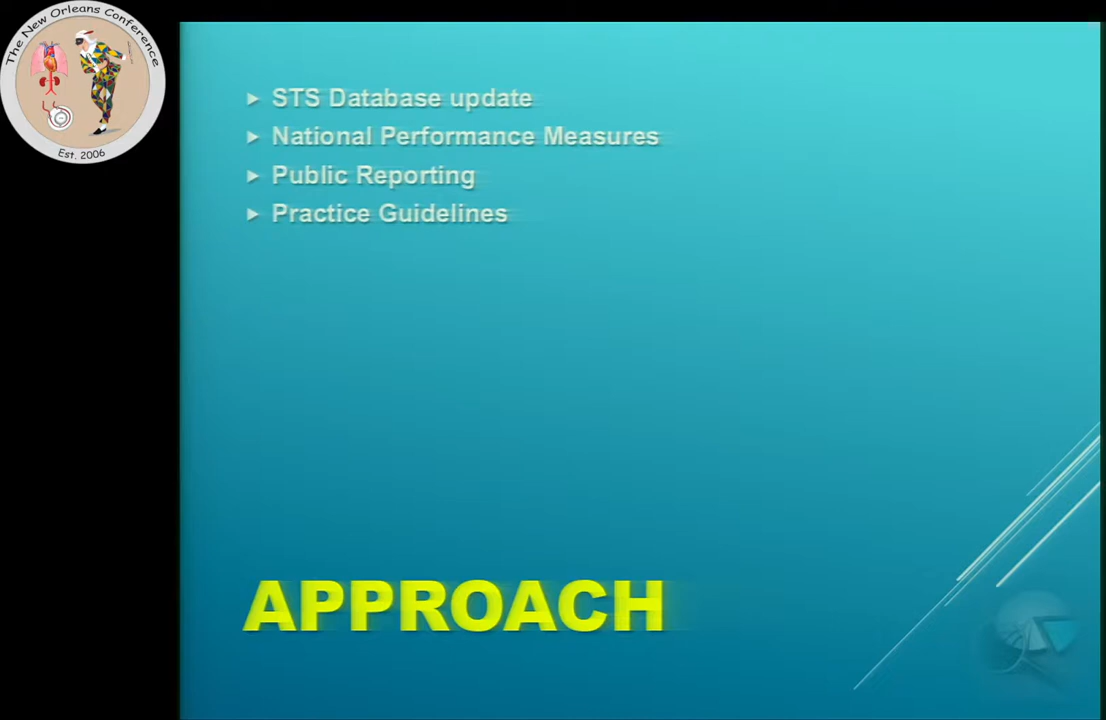 The New Orleans Conference
Est. 2006
STS Database update
National Performance Measures
Public Reporting
Practice Guidelines
APPROACH